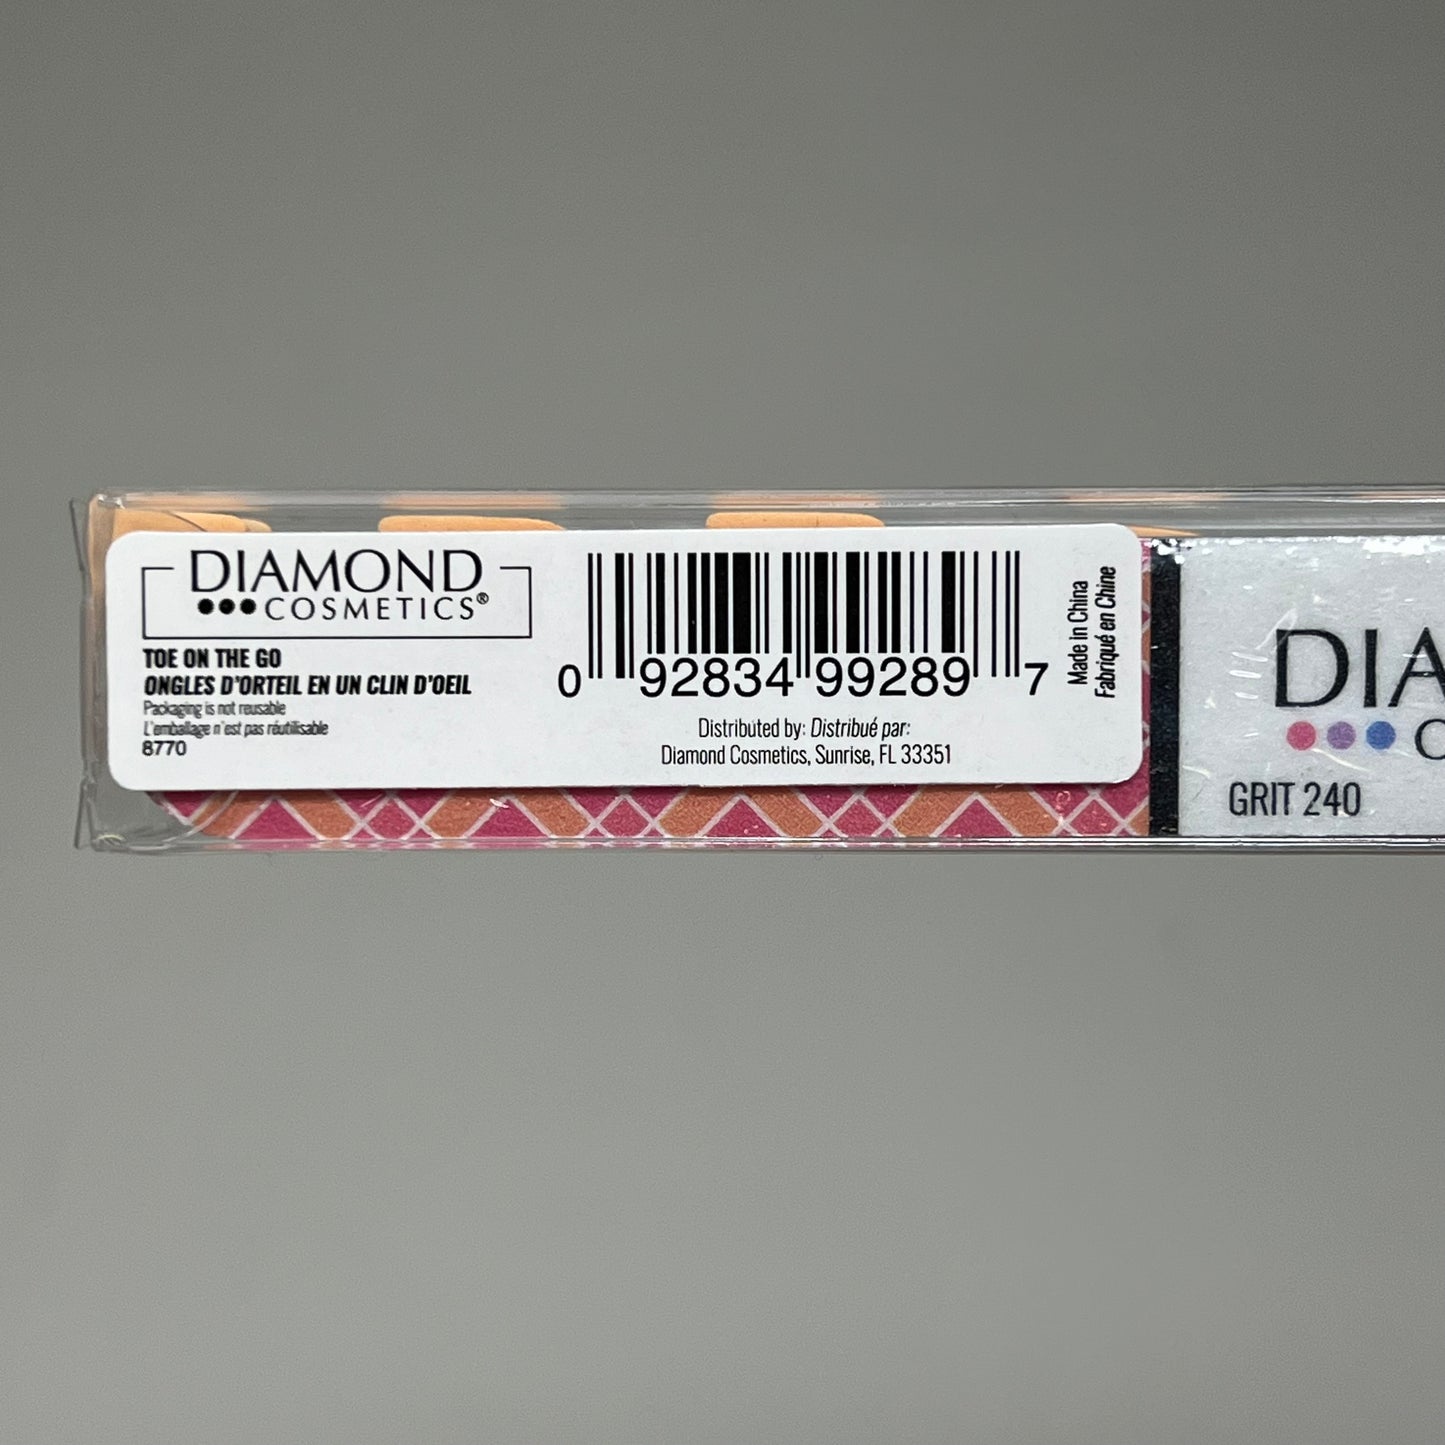 DIAMOND
COSMETICS®
TOE ON THE GO
ONGLES D'ORTEIL EN UN CLIN D'OEIL
Packaging is not reusable
L'emballage n'est pas réutilisable
8770
0 92834 99289 7
Distributed by: Distribué par:
Diamond Cosmetics, Sunrise, FL 33351
Made in China
Fabriqué en Chine
DIA
C
GRIT 240